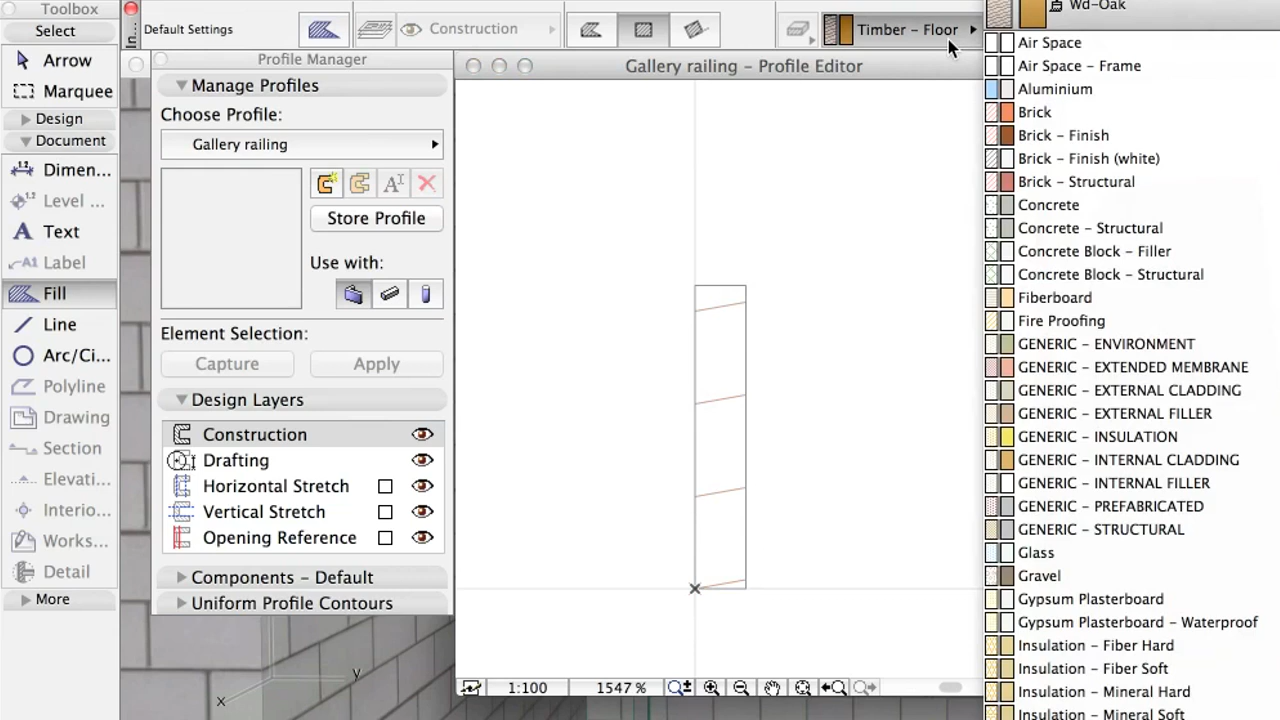 Toolbox
Select
Arrow
Marquee
Design
Document
Dimen...
Level ...
Text
Label
Fill
Line
Arc/Ci...
Polyline
Drawing
Section
Elevati...
Interio...
Works...
Detail
More
Default Settings
Construction
Timber - Floor
Profile Manager
Manage Profiles
Choose Profile:
Gallery railing
Store Profile
Use with:
Element Selection:
Capture
Apply
Design Layers
Construction
Drafting
Horizontal Stretch
Vertical Stretch
Opening Reference
Components - Default
Uniform Profile Contours
x
y
Gallery railing - Profile Editor
1:100
1547 %
Wd-Oak
Air Space
Air Space - Frame
Aluminium
Brick
Brick - Finish
Brick - Finish (white)
Brick - Structural
Concrete
Concrete - Structural
Concrete Block - Filler
Concrete Block - Structural
Fiberboard
Fire Proofing
GENERIC - ENVIRONMENT
GENERIC - EXTENDED MEMBRANE
GENERIC - EXTERNAL CLADDING
GENERIC - EXTERNAL FILLER
GENERIC - INSULATION
GENERIC - INTERNAL CLADDING
GENERIC - INTERNAL FILLER
GENERIC - PREFABRICATED
GENERIC - STRUCTURAL
Glass
Gravel
Gypsum Plasterboard
Gypsum Plasterboard - Waterproof
Insulation - Fiber Hard
Insulation - Fiber Soft
Insulation - Mineral Hard
Insulation - Mineral Soft